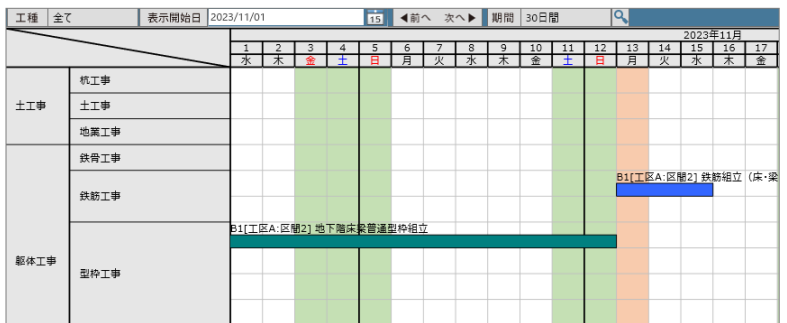 工種 全て 表示開始日 2023/11/01 15 ◀前へ 次へ▶ 期間 30日間
2023年11月
1 2 3 4 5 6 7 8 9 10 11 12 13 14 15 16 17
水 木 金 土 日 月 火 水 木 金 土 日 月 火 水 木 金
杭工事
土工事 土工事
地業工事
鉄骨工事
B1[工区A:区間2] 鉄筋組立（床・梁
鉄筋工事
B1[工区A:区間2] 地下階床梁普通型枠組立
躯体工事
型枠工事